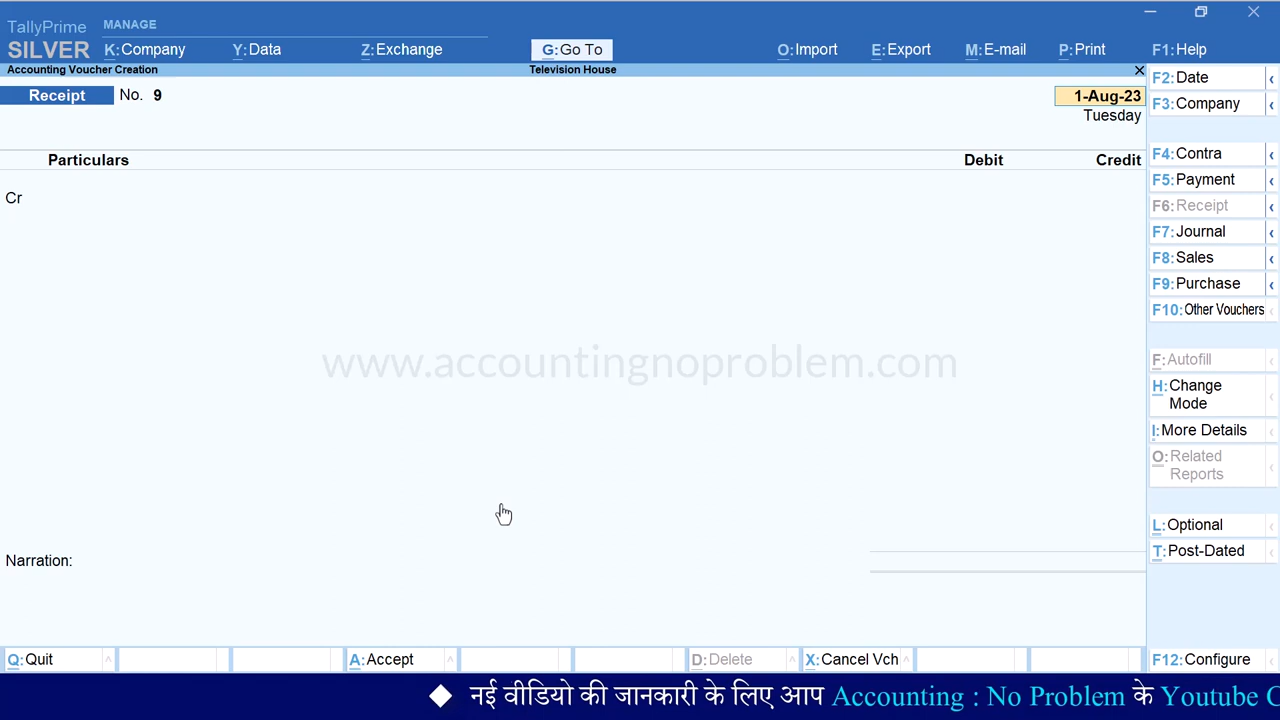 TallyPrime MANAGE
SILVER K:Company Y:Data Z:Exchange G:Go To O:Import E:Export M:E-mail P:Print F1:Help
Accounting Voucher Creation Television House
Receipt No. 9 1-Aug-23
Tuesday
Particulars Debit Credit
Cr
www.accountingnoproblem.com
Narration:
F2:Date
F3:Company
F4:Contra
F5:Payment
F6:Receipt
F7:Journal
F8:Sales
F9:Purchase
F10:Other Vouchers
F:Autofill
H:Change
Mode
I:More Details
O:Related
Reports
L:Optional
T:Post-Dated
Q:Quit A:Accept D:Delete X:Cancel Vch F12:Configure
नई वीडियो की जानकारी के लिए आप Accounting : No Problem के Youtube